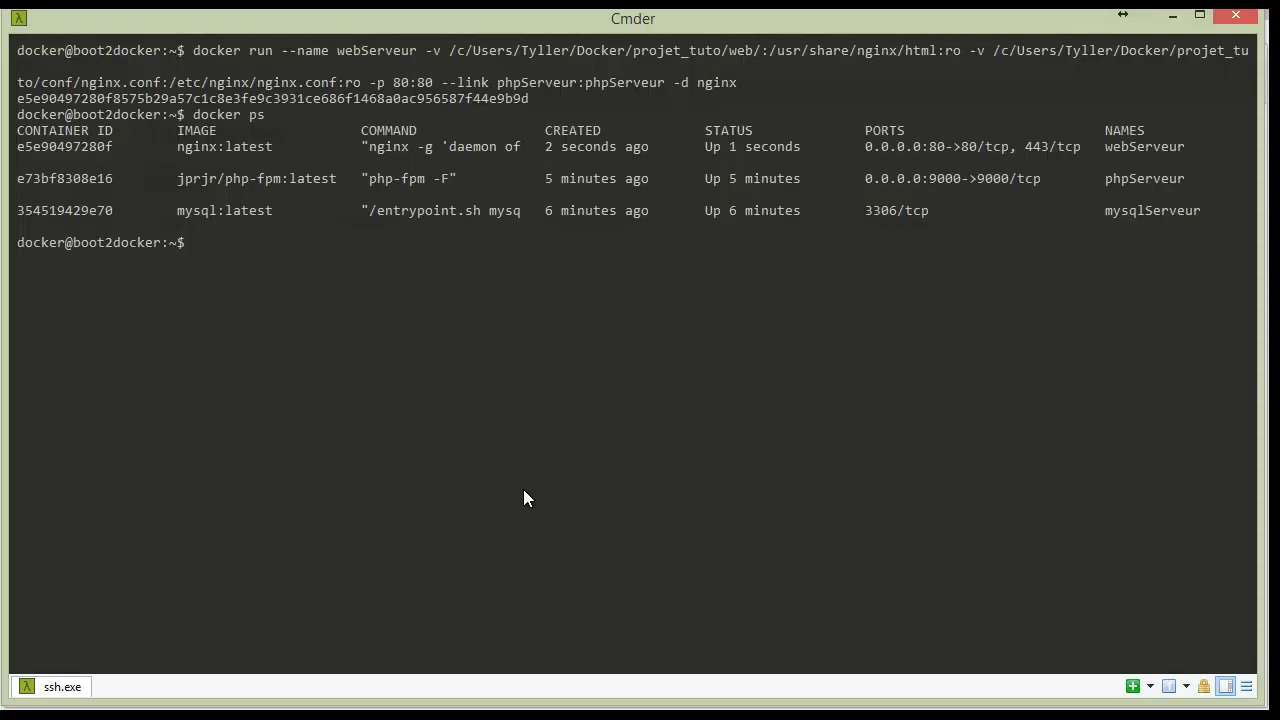 Cmder
docker@boot2docker:~$ docker run --name webServeur -v /c/Users/Tyller/Docker/projet_tuto/web/:/usr/share/nginx/html:ro -v /c/Users/Tyller/Docker/projet_tu
to/conf/nginx.conf:/etc/nginx/nginx.conf:ro -p 80:80 --link phpServeur:phpServeur -d nginx
e5e90497280f8575b29a57c1c8e3fe9c3931ce686f1468a0ac956587f44e9b9d
docker@boot2docker:~$ docker ps
CONTAINER ID IMAGE COMMAND CREATED STATUS PORTS NAMES
e5e90497280f nginx:latest "nginx -g 'daemon of 2 seconds ago Up 1 seconds 0.0.0.0:80->80/tcp, 443/tcp webServeur
e73bf8308e16 jprjr/php-fpm:latest "php-fpm -F" 5 minutes ago Up 5 minutes 0.0.0.0:9000->9000/tcp phpServeur
354519429e70 mysql:latest "/entrypoint.sh mysq 6 minutes ago Up 6 minutes 3306/tcp mysqlServeur
docker@boot2docker:~$
ssh.exe